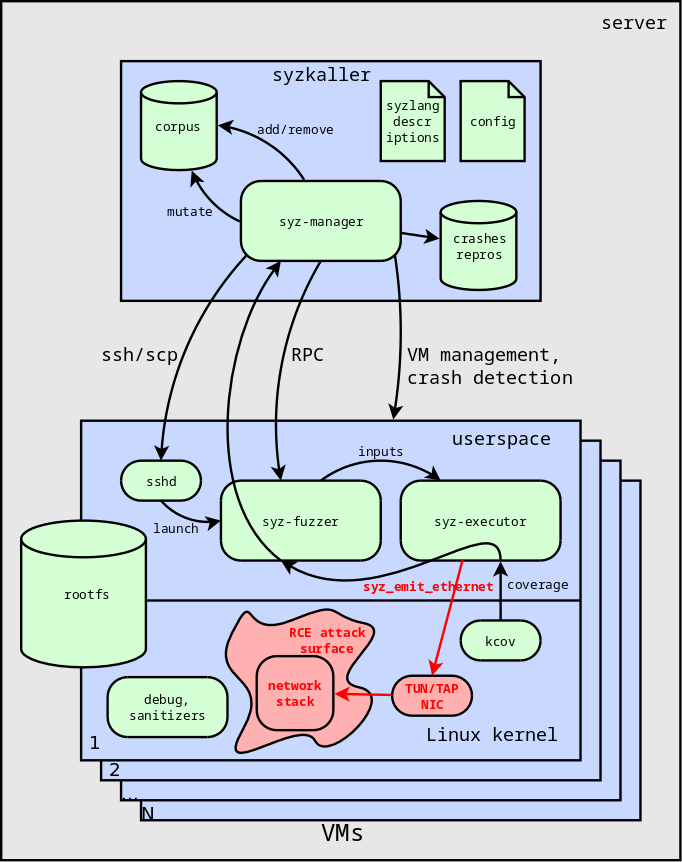 server
syzkaller
corpus
add/remove
syzlang
descr
iptions
config
mutate
syz-manager
crashes
repros
ssh/scp
RPC
VM management,
crash detection
userspace
inputs
sshd
launch
syz-fuzzer
syz-executor
rootfs
syz_emit_ethernet
coverage
RCE attack
surface
kcov
network
stack
TUN/TAP
NIC
debug,
sanitizers
Linux kernel
1
2
...
N
VMs